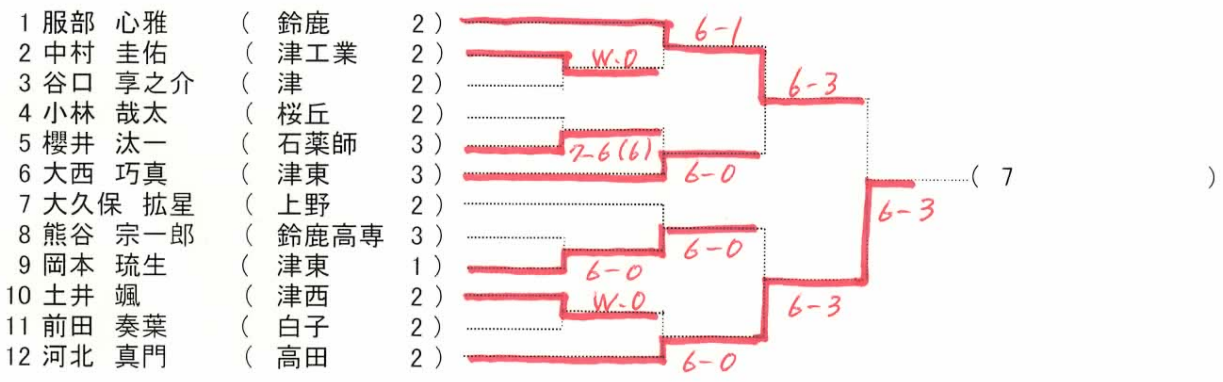 1 服部 心雅 ( 鈴鹿 2 )
6-1
2 中村 圭佑 ( 津工業 2 )
W.O
3 谷口 享之介 ( 津 2 )
6-3
4 小林 哉太 ( 桜丘 2 )
5 櫻井 汰一 ( 石薬師 3 )
7-6(6)
6 大西 巧真 ( 津東 3 )
6-0
( 7 )
7 大久保 拡星 ( 上野 2 )
6-3
8 熊谷 宗一郎 ( 鈴鹿高専 3 )
6-0
9 岡本 琉生 ( 津東 1 )
6-0
10 土井 颯 ( 津西 2 )
W.O
6-3
11 前田 奏葉 ( 白子 2 )
12 河北 真門 ( 高田 2 )
6-0